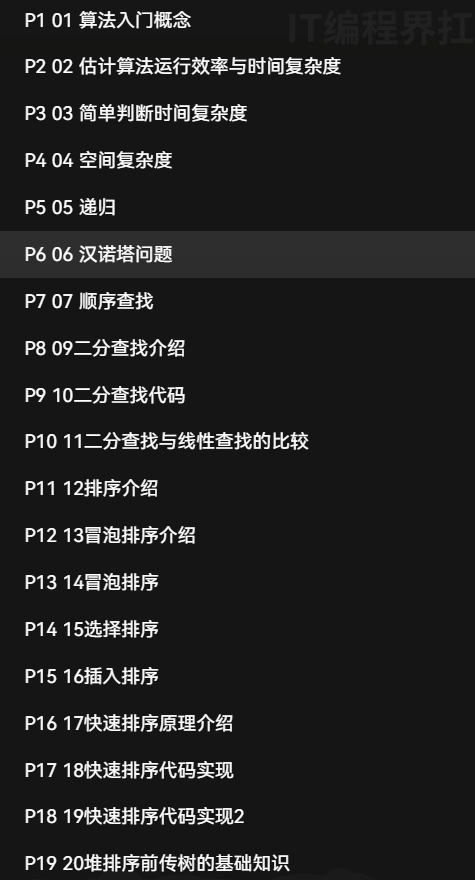 IT编程界扛
P1 01 算法入门概念
P2 02 估计算法运行效率与时间复杂度
P3 03 简单判断时间复杂度
P4 04 空间复杂度
P5 05 递归
P6 06 汉诺塔问题
P7 07 顺序查找
P8 09二分查找介绍
P9 10二分查找代码
P10 11二分查找与线性查找的比较
P11 12排序介绍
P12 13冒泡排序介绍
P13 14冒泡排序
P14 15选择排序
P15 16插入排序
P16 17快速排序原理介绍
P17 18快速排序代码实现
P18 19快速排序代码实现2
P19 20堆排序前传树的基础知识